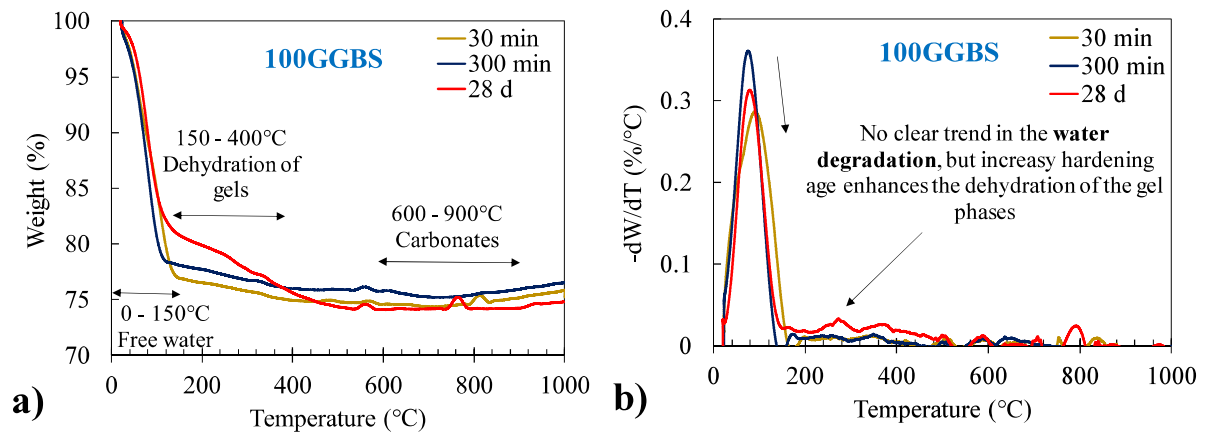 100
95
90
85
80
75
70
Weight (%)
100GGBS
30 min
300 min
28 d
150 - 400°C
Dehydration of
gels
600 - 900°C
Carbonates
0 - 150°C
Free water
0
200
400
600
800
1000
Temperature (°C)
a)
0.4
0.3
0.2
0.1
0
-dW/dT (%/°C)
100GGBS
30 min
300 min
28 d
No clear trend in the water
degradation, but increasy hardening
age enhances the dehydration of the gel
phases
0
200
400
600
800
1000
Temperature (°C)
b)